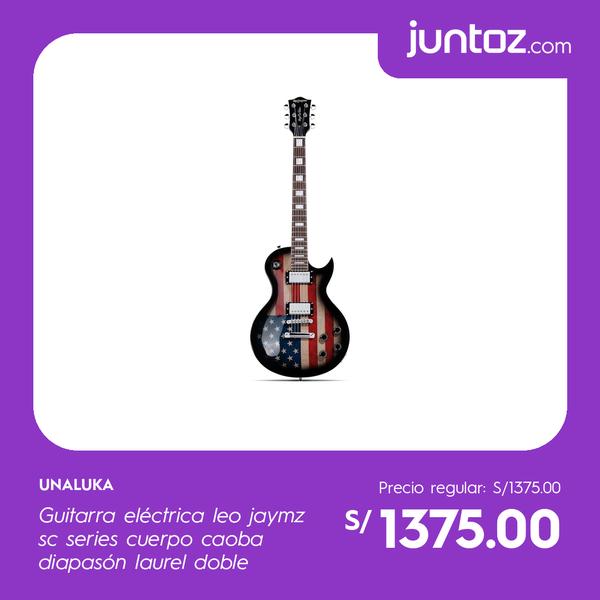 juntoz.com
UNALUKA
Guitarra eléctrica leo jaymz
sc series cuerpo caoba
diapasón laurel doble
Precio regular: S/1375.00
S/1375.00